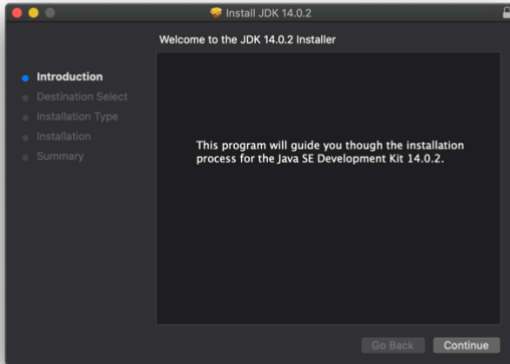 Install JDK 14.0.2
Welcome to the JDK 14.0.2 Installer
Introduction
Destination Select
Installation Type
Installation
Summary
This program will guide you though the installation
process for the Java SE Development Kit 14.0.2.
Go Back
Continue